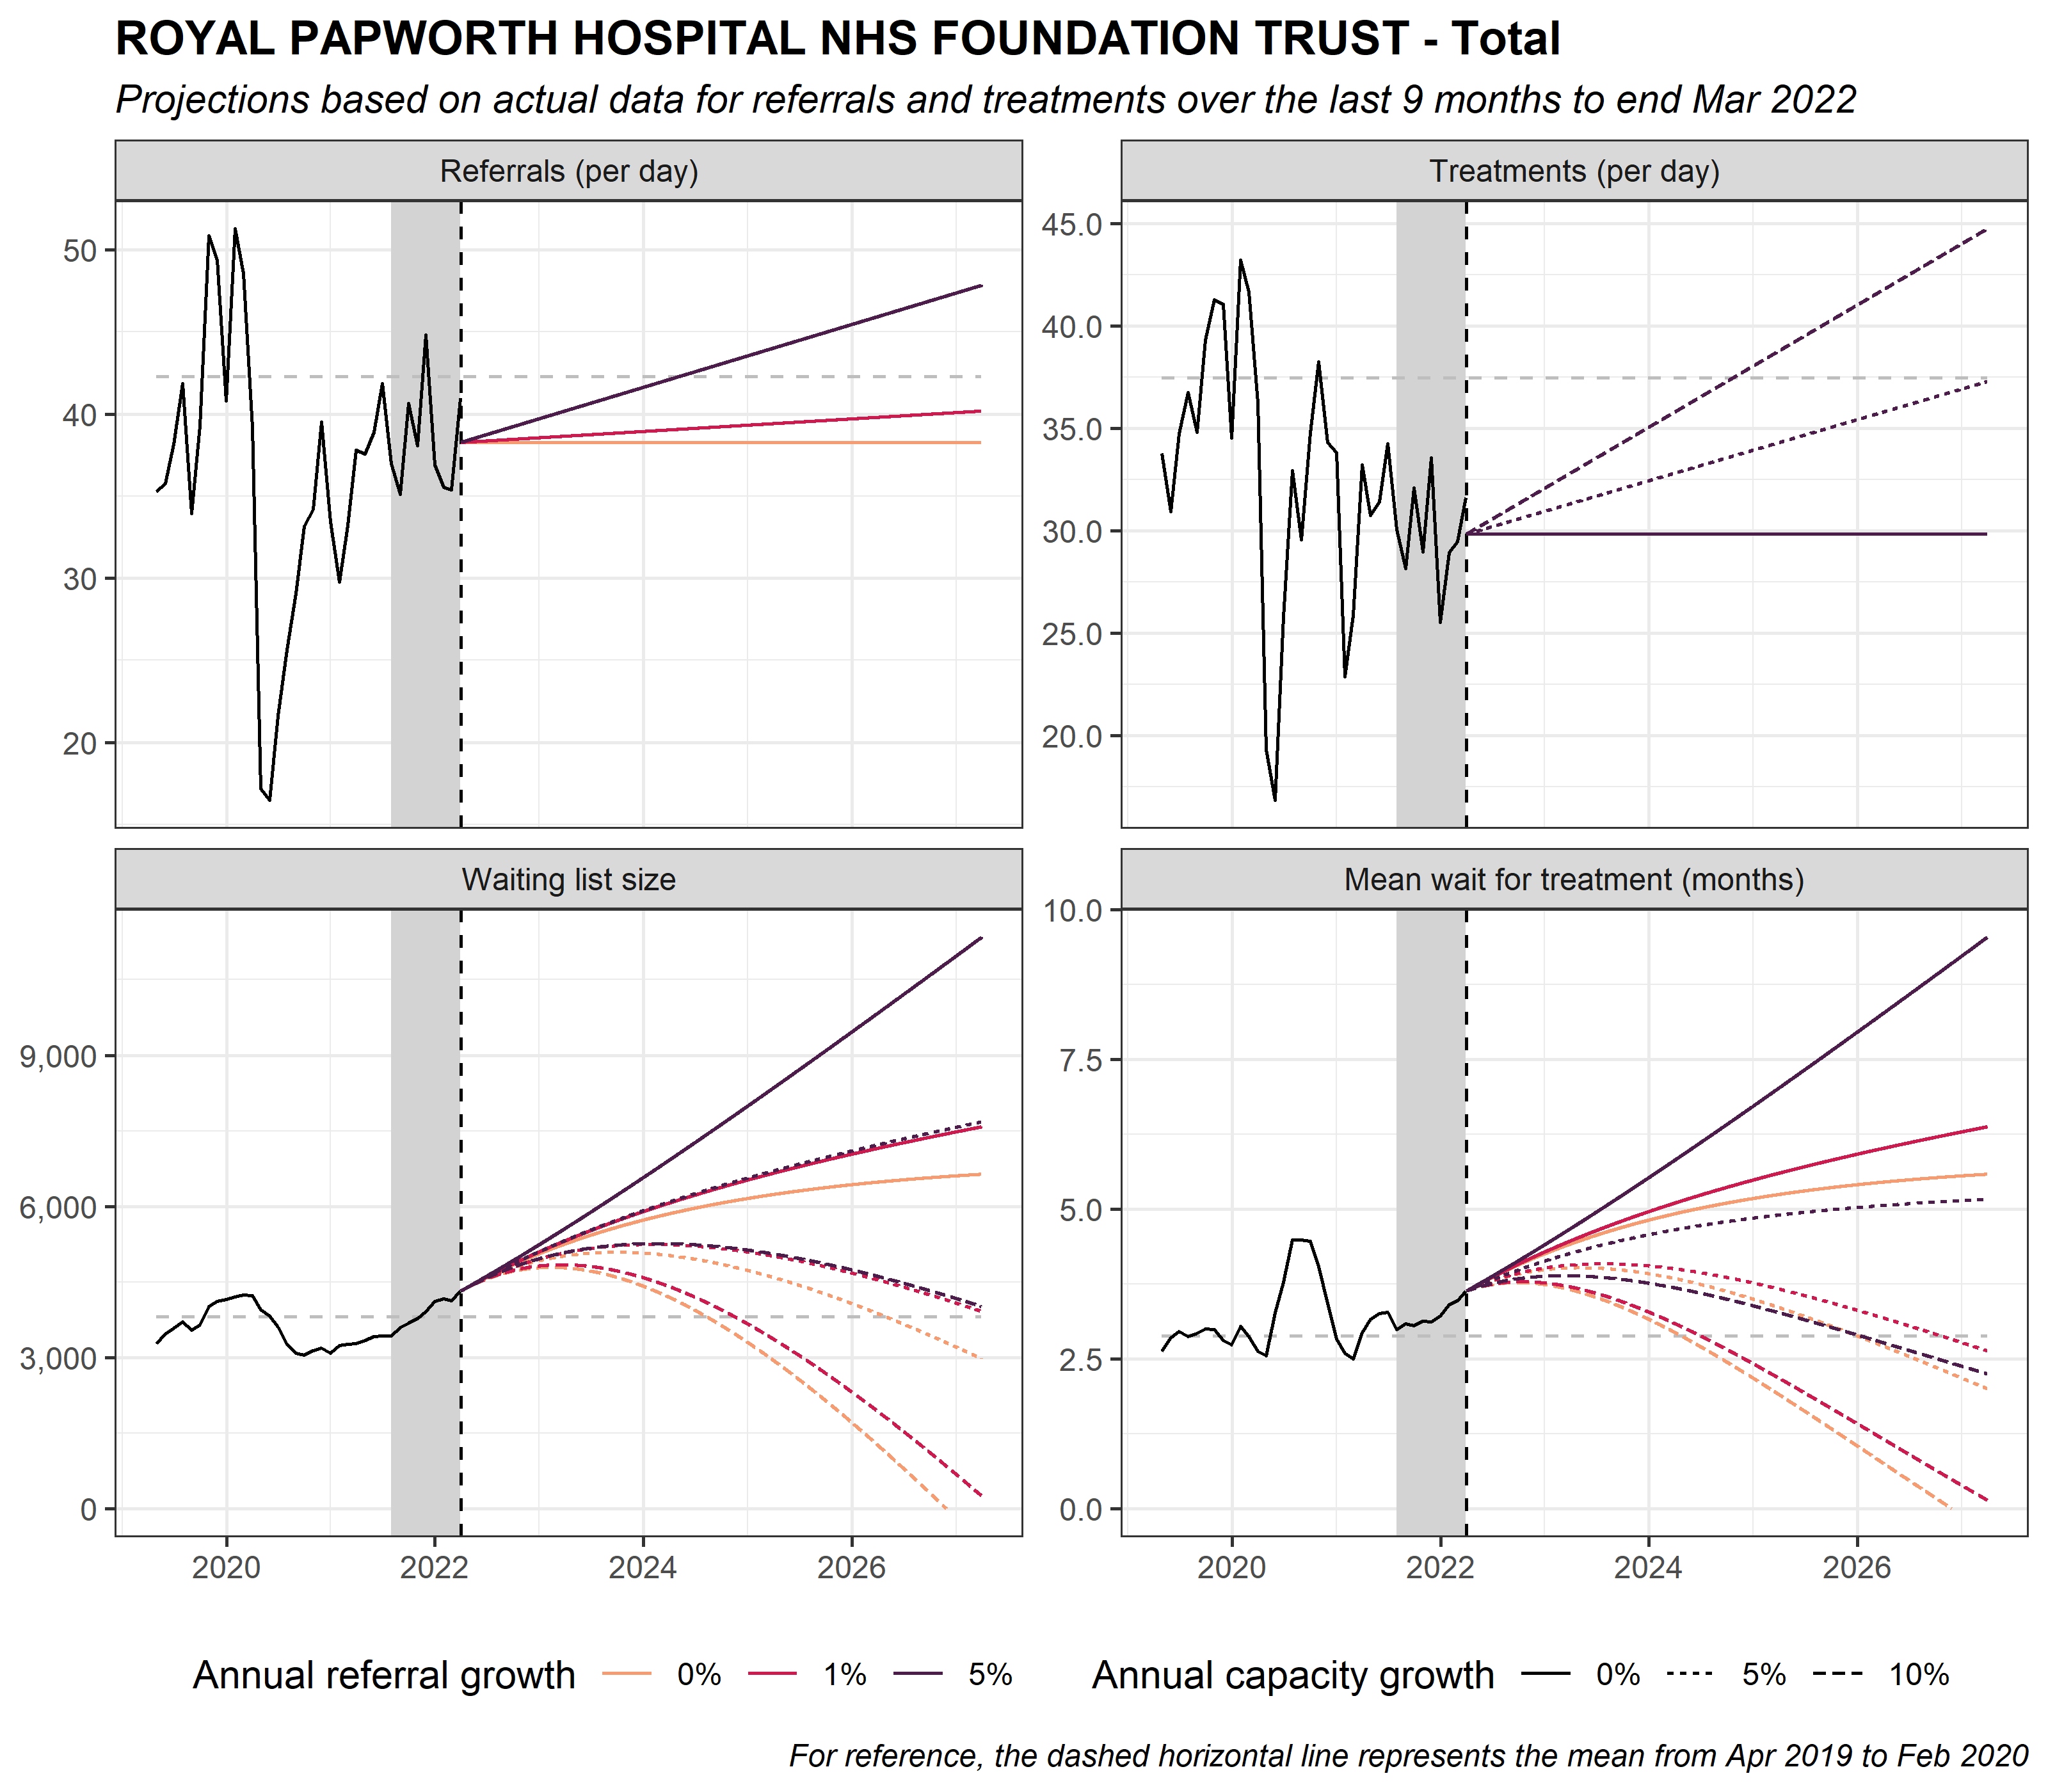 ROYAL PAPWORTH HOSPITAL NHS FOUNDATION TRUST - Total
Projections based on actual data for referrals and treatments over the last 9 months to end Mar 2022
Referrals (per day)
50
40
30
20
Treatments (per day)
45.0
40.0
35.0
30.0
25.0
20.0
Waiting list size
9,000
6,000
3,000
0
2020 2022 2024 2026
Mean wait for treatment (months)
10.0
7.5
5.0
2.5
0.0
2020 2022 2024 2026
Annual referral growth 0% 1% 5%
Annual capacity growth 0% 5% 10%
For reference, the dashed horizontal line represents the mean from Apr 2019 to Feb 2020